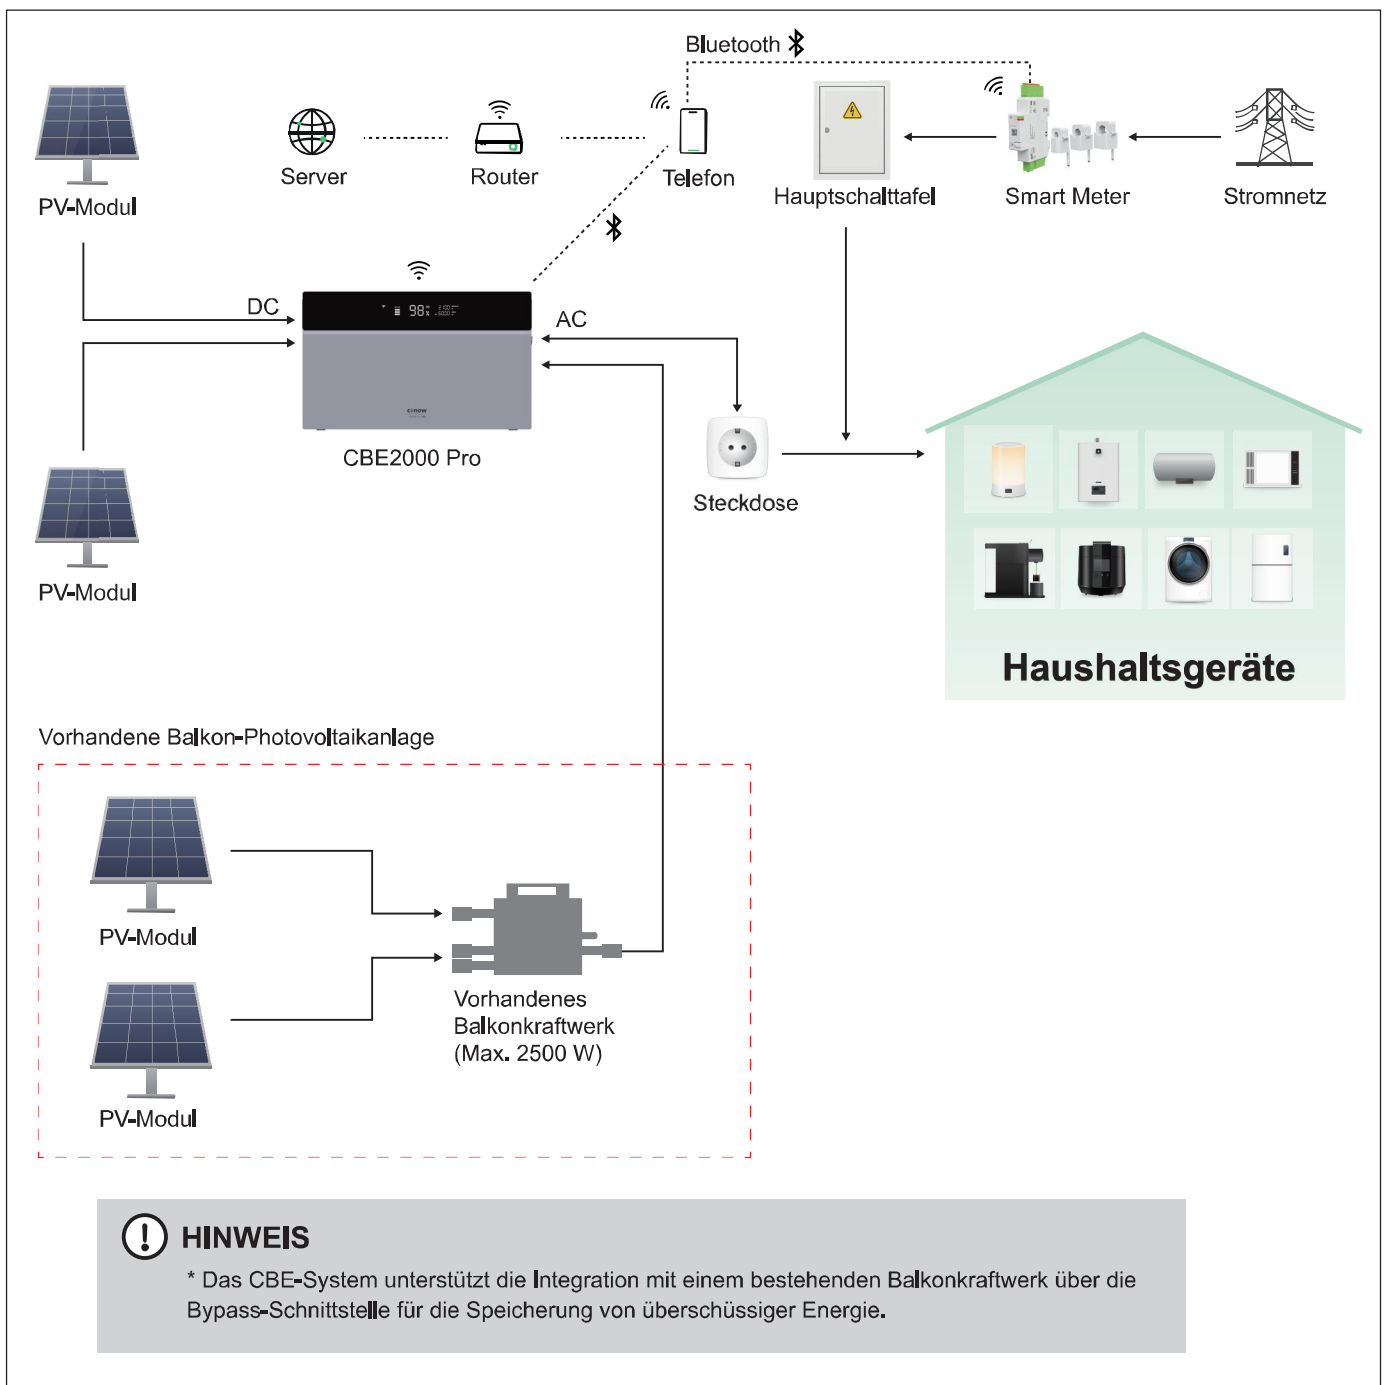 Bluetooth
Server
Router
Telefon
Hauptschalttafel
Smart Meter
Stromnetz
PV-Modul
DC
98
AC
CBE2000 Pro
Steckdose
PV-Modul
Haushaltsgeräte
Vorhandene Balkon-Photovoltaikanlage
PV-Modul
Vorhandenes
Balkonkraftwerk
(Max. 2500 W)
PV-Modul
HINWEIS
* Das CBE-System unterstützt die Integration mit einem bestehenden Balkonkraftwerk über die
Bypass-Schnittstelle für die Speicherung von überschüssiger Energie.